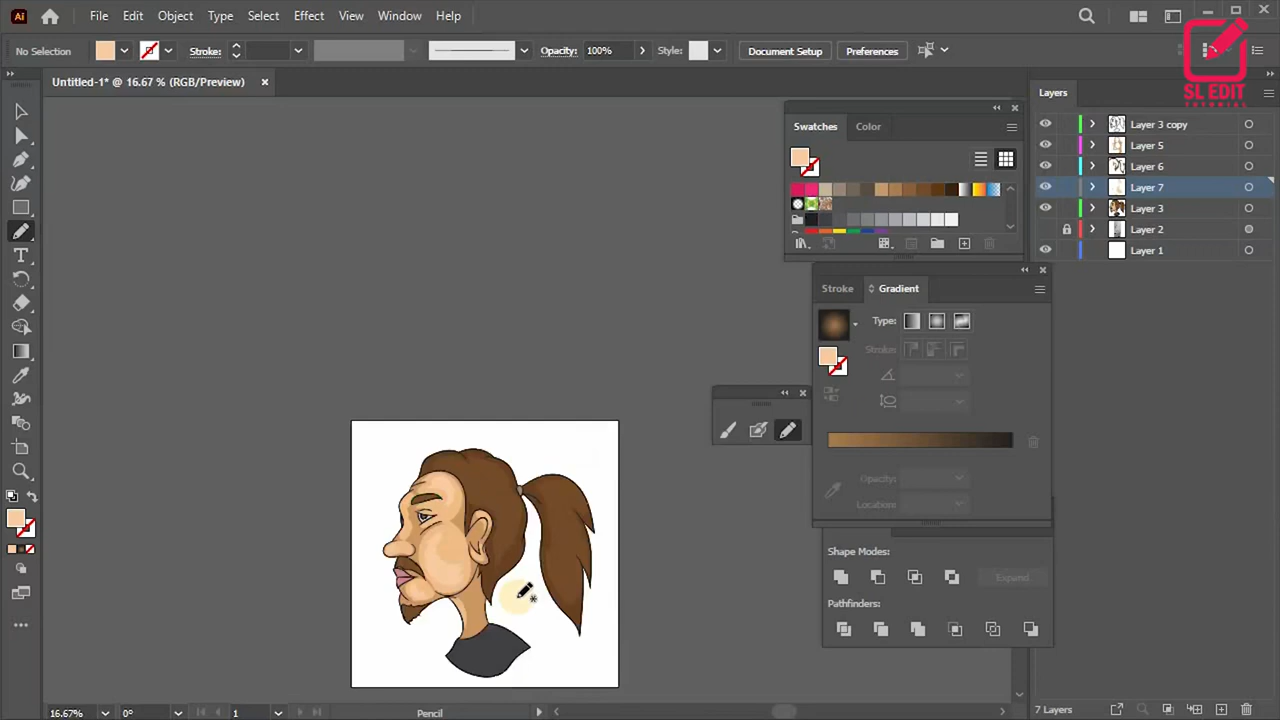 Ai File Edit Object Type Select Effect View Window Help
No Selection Stroke: Opacity: 100% Style: Document Setup Preferences
SL EDIT
TUTORIAL
Untitled-1* @ 16.67 % (RGB/Preview)
Layers
Layer 3 copy
Layer 5
Layer 6
Layer 7
Layer 3
Layer 2
Layer 1
Swatches Color
Stroke Gradient
Type:
Stroke:
Opacity:
Location:
Shape Modes:
Expand
Pathfinders:
16.67% 0° 1 Pencil
7 Layers